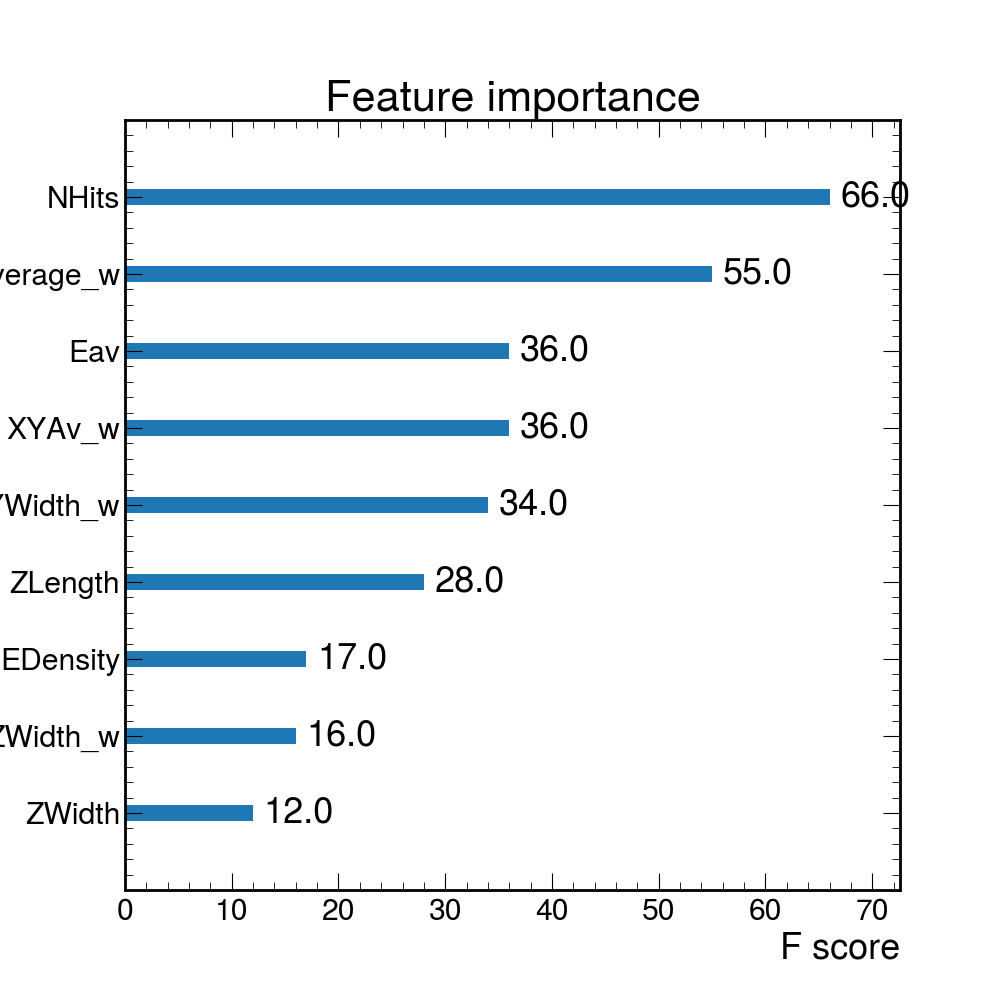 Feature importance
NHits 66.0
verage_w 55.0
Eav 36.0
XYAv_w 36.0
YWidth_w 34.0
ZLength 28.0
EDensity 17.0
ZWidth_w 16.0
ZWidth 12.0
0 10 20 30 40 50 60 70
F score